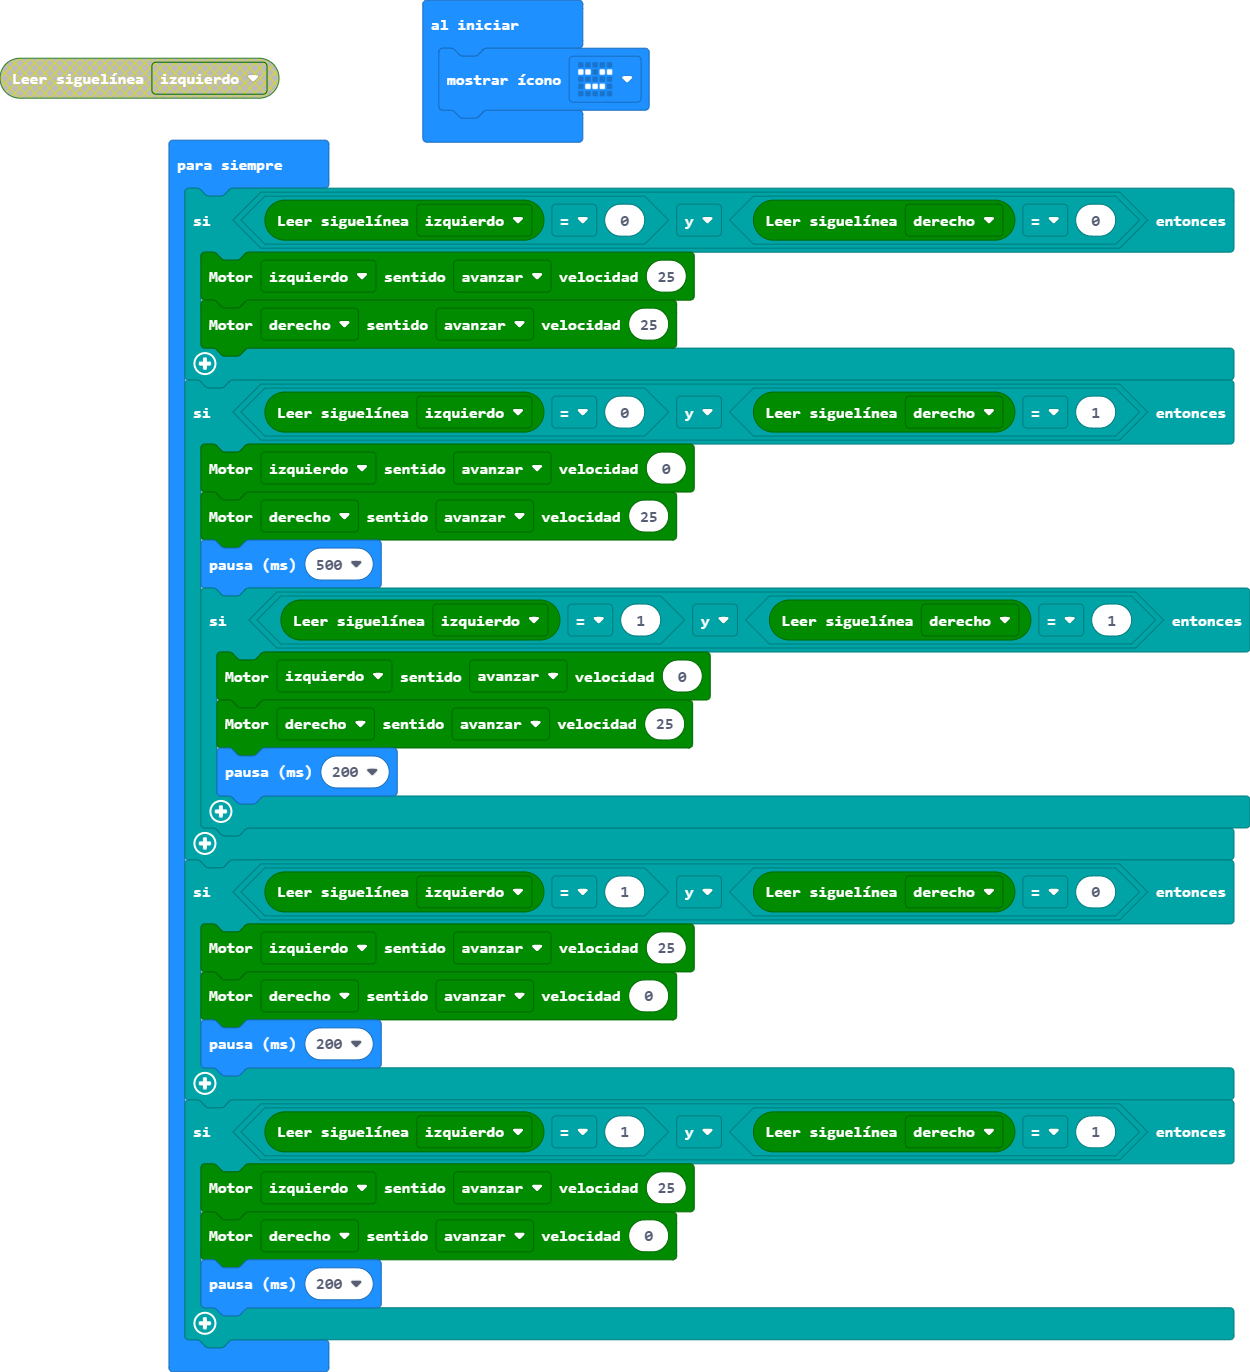 al iniciar
mostrar ícono
Leer siguelínea izquierdo
para siempre
si Leer siguelínea izquierdo = 0 y Leer siguelínea derecho = 0 entonces
Motor izquierdo sentido avanzar velocidad 25
Motor derecho sentido avanzar velocidad 25
si Leer siguelínea izquierdo = 0 y Leer siguelínea derecho = 1 entonces
Motor izquierdo sentido avanzar velocidad 0
Motor derecho sentido avanzar velocidad 25
pausa (ms) 500
si Leer siguelínea izquierdo = 1 y Leer siguelínea derecho = 1 entonces
Motor izquierdo sentido avanzar velocidad 0
Motor derecho sentido avanzar velocidad 25
pausa (ms) 200
si Leer siguelínea izquierdo = 1 y Leer siguelínea derecho = 0 entonces
Motor izquierdo sentido avanzar velocidad 25
Motor derecho sentido avanzar velocidad 0
pausa (ms) 200
si Leer siguelínea izquierdo = 1 y Leer siguelínea derecho = 1 entonces
Motor izquierdo sentido avanzar velocidad 25
Motor derecho sentido avanzar velocidad 0
pausa (ms) 200